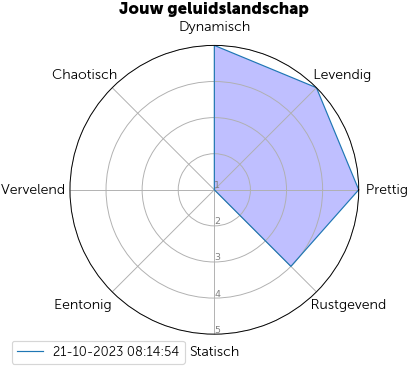 Jouw geluidslandschap
Dynamisch
Chaotisch
Levendig
Vervelend
1
Prettig
2
3
4
Eentonig
Rustgevend
5
21-10-2023 08:14:54
Statisch